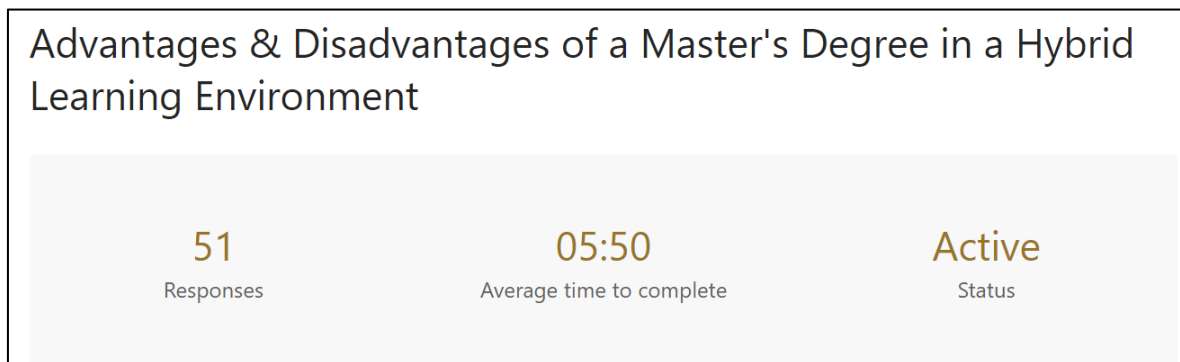 Advantages & Disadvantages of a Master's Degree in a Hybrid
Learning Environment
51
Responses
05:50
Average time to complete
Active
Status